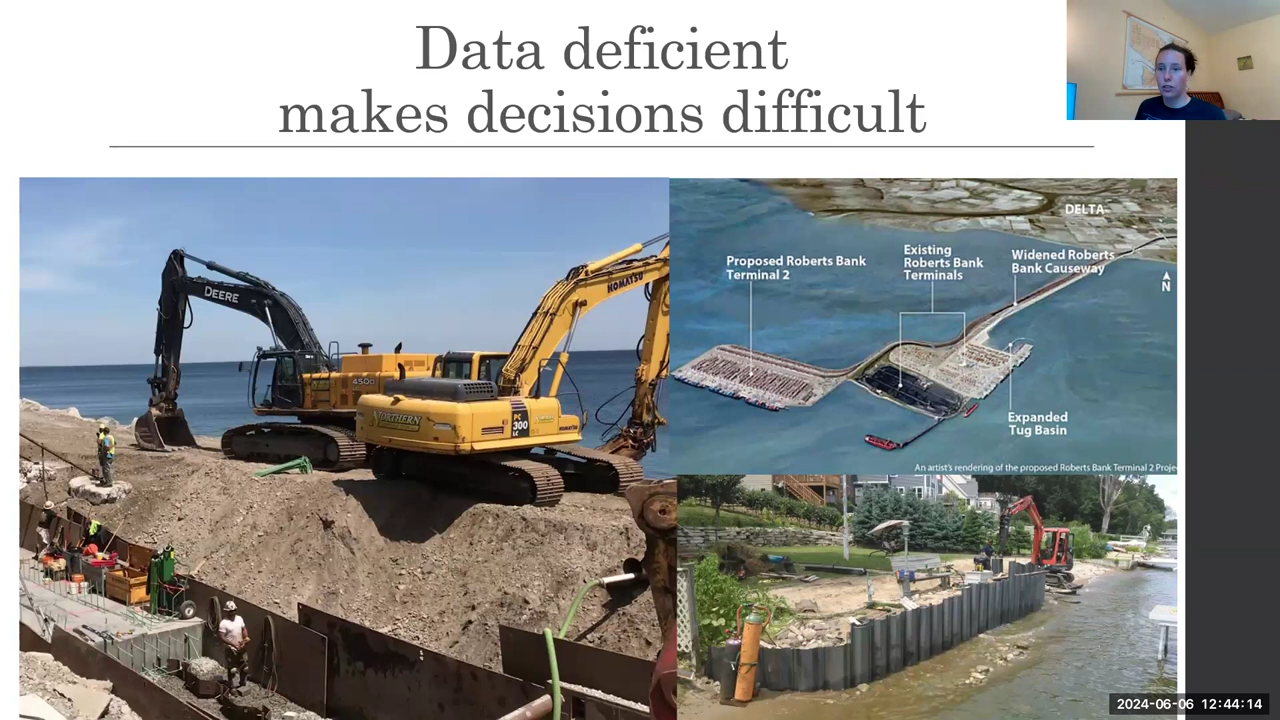 Data deficient
makes decisions difficult
DEERE
450C
KOMATSU
NORTHERN
PC
300
LC
KOMATSU
DELTA
Proposed Roberts Bank
Terminal 2
Existing
Roberts Bank
Terminals
Widened Roberts
Bank Causeway
N
Expanded
Tug Basin
An artist's rendering of the proposed Roberts Bank Terminal 2 Proje
2024-06-06 12:44:14